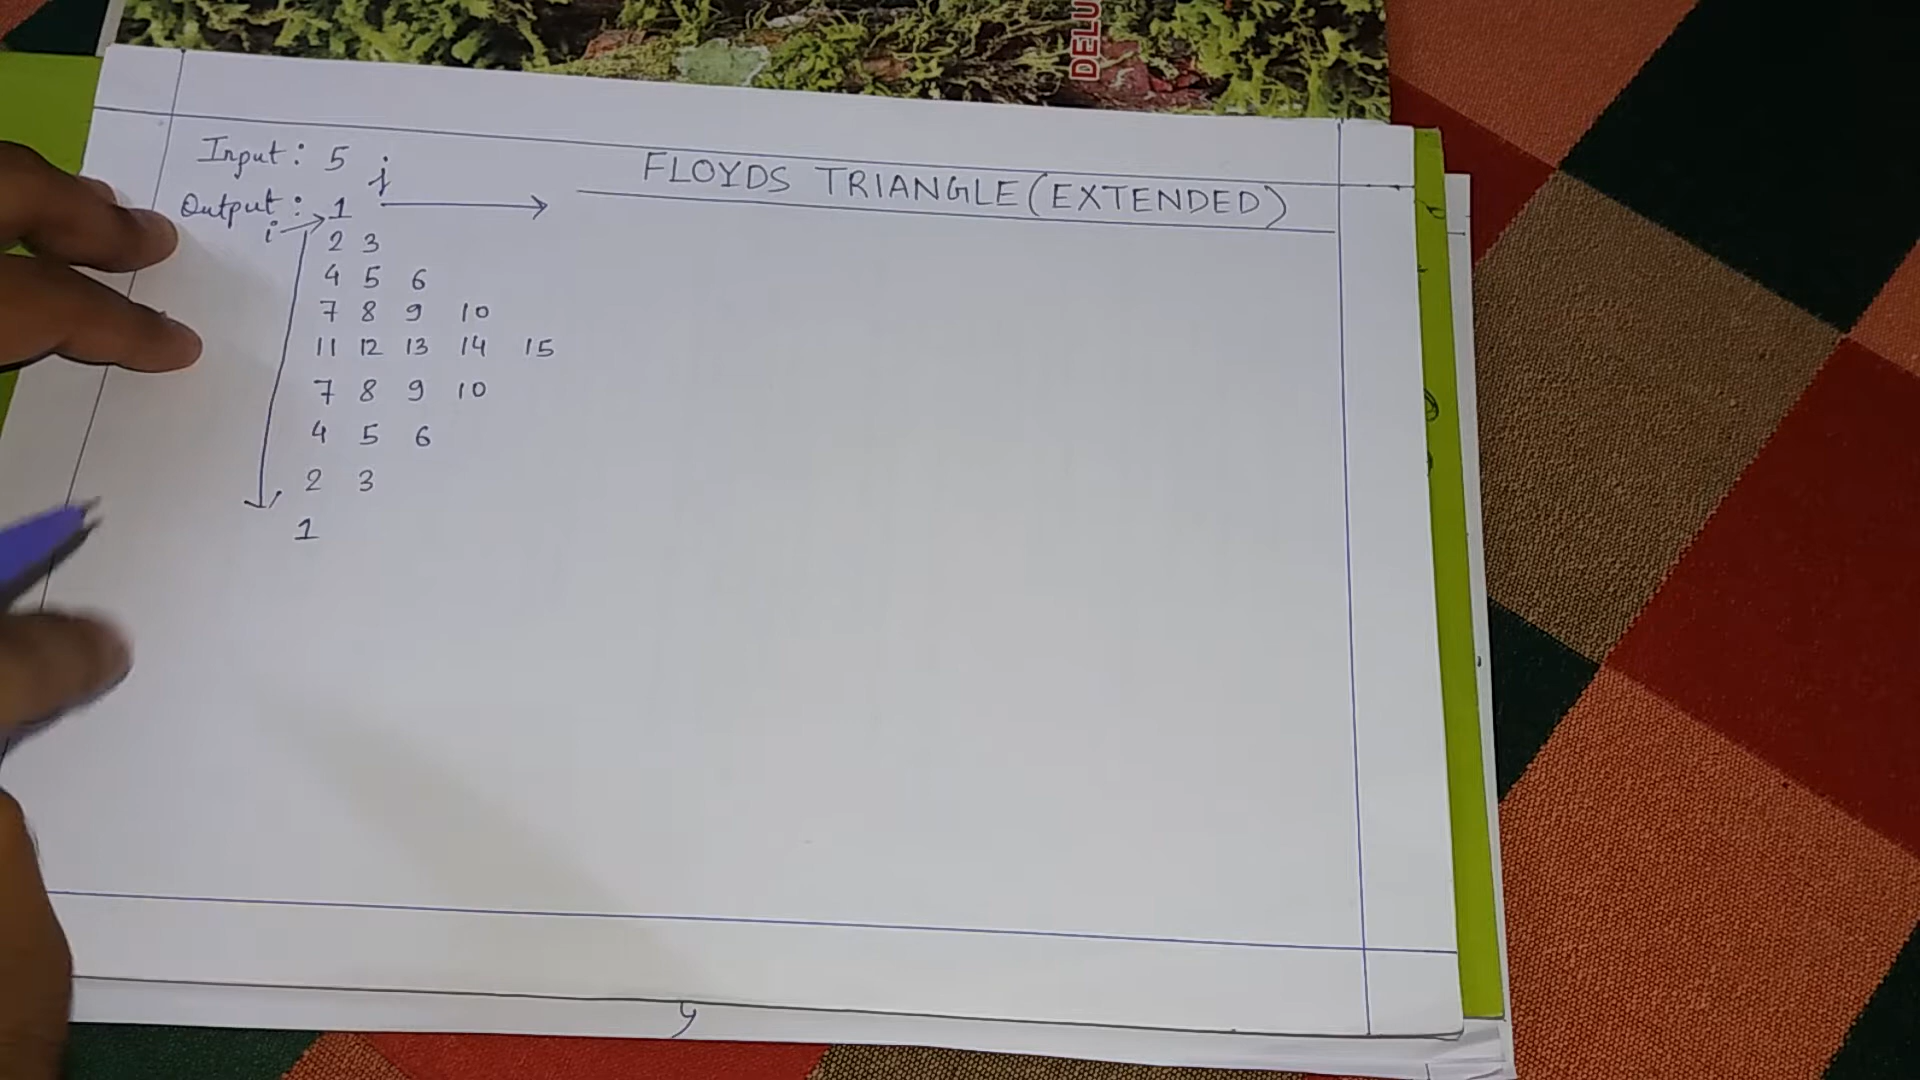 DELU
Input: 5
j
FLOYDS TRIANGLE (EXTENDED)
Output: 1
i
2 3
4 5 6
7 8 9 10
11 12 13 14 15
7 8 9 10
4 5 6
2 3
1